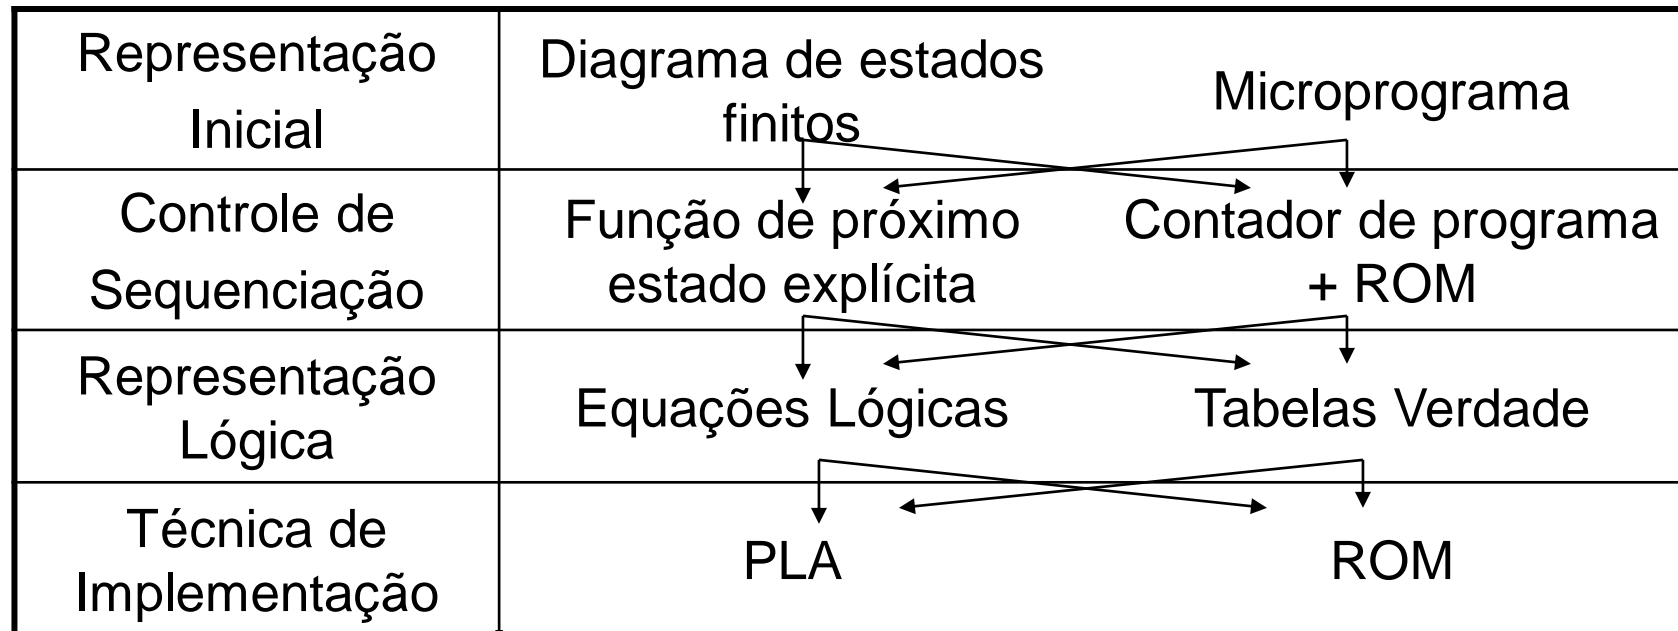 Representação
Inicial
Diagrama de estados
finitos
Microprograma
Controle de
Sequenciação
Função de próximo
estado explícita
Contador de programa
+ ROM
Representação
Lógica
Equações Lógicas
Tabelas Verdade
Técnica de
Implementação
PLA
ROM